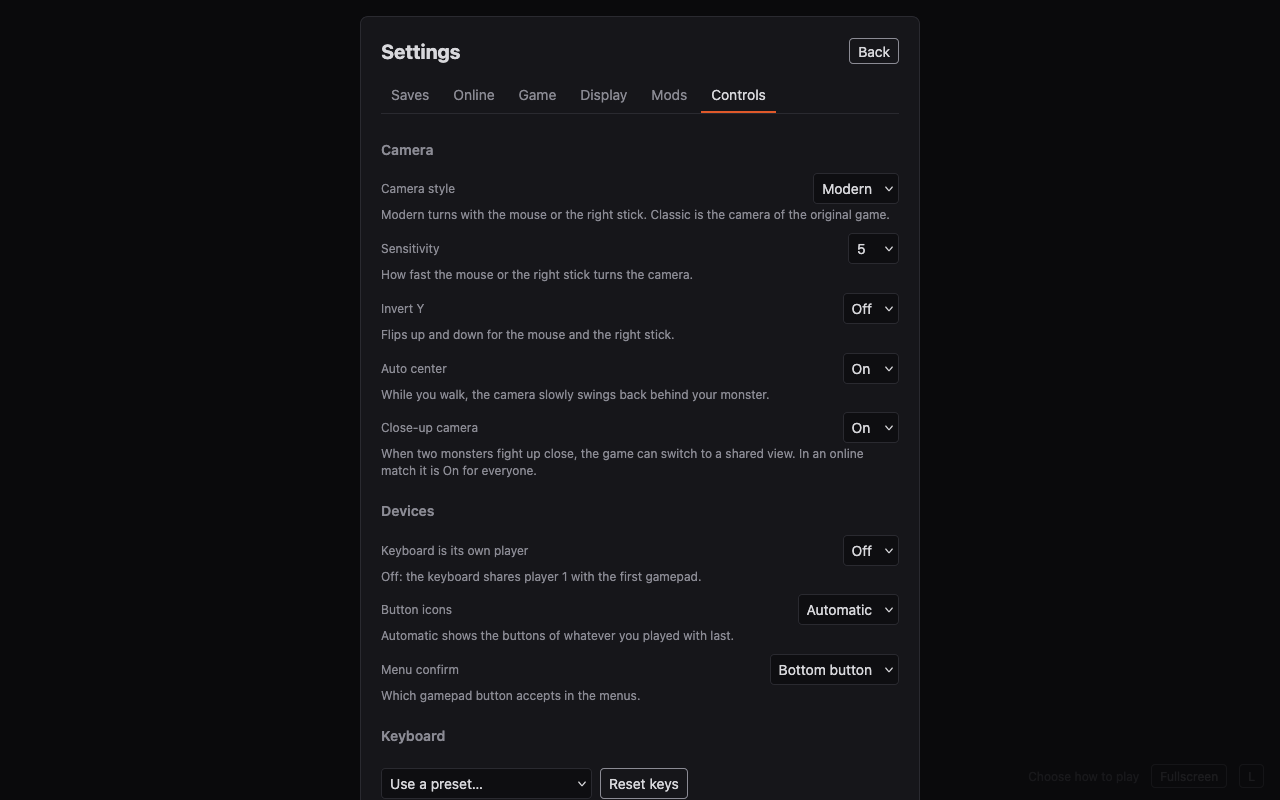 Settings
Back
Saves
Online
Game
Display
Mods
Controls
Camera
Camera style
Modern
Modern turns with the mouse or the right stick. Classic is the camera of the original game.
Sensitivity
5
How fast the mouse or the right stick turns the camera.
Invert Y
Off
Flips up and down for the mouse and the right stick.
Auto center
On
While you walk, the camera slowly swings back behind your monster.
Close-up camera
On
When two monsters fight up close, the game can switch to a shared view. In an online
match it is On for everyone.
Devices
Keyboard is its own player
Off
Off: the keyboard shares player 1 with the first gamepad.
Button icons
Automatic
Automatic shows the buttons of whatever you played with last.
Menu confirm
Bottom button
Which gamepad button accepts in the menus.
Keyboard
Use a preset...
Reset keys
Choose how to play
Fullscreen
L